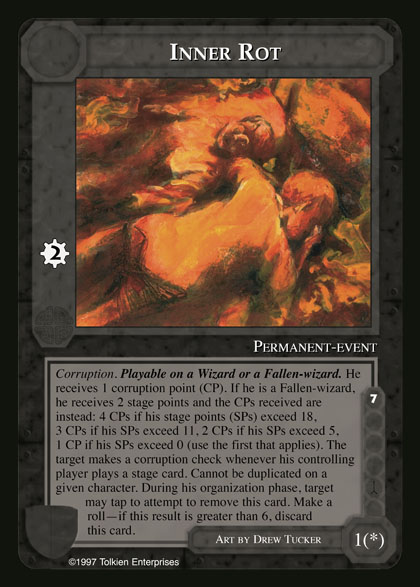 INNER ROT
2
PERMANENT-EVENT
Corruption. Playable on a Wizard or a Fallen-wizard. He
receives 1 corruption point (CP). If he is a Fallen-wizard,
he receives 2 stage points and the CPs received are
instead: 4 CPs if his stage points (SPs) exceed 18,
3 CPs if his SPs exceed 11, 2 CPs if his SPs exceed 5,
1 CP if his SPs exceed 0 (use the first that applies). The
target makes a corruption check whenever his controlling
player plays a stage card. Cannot be duplicated on a
given character. During his organization phase, target
may tap to attempt to remove this card. Make a
roll—if this result is greater than 6, discard
this card.
7
ART BY DREW TUCKER
1(*)
©1997 Tolkien Enterprises